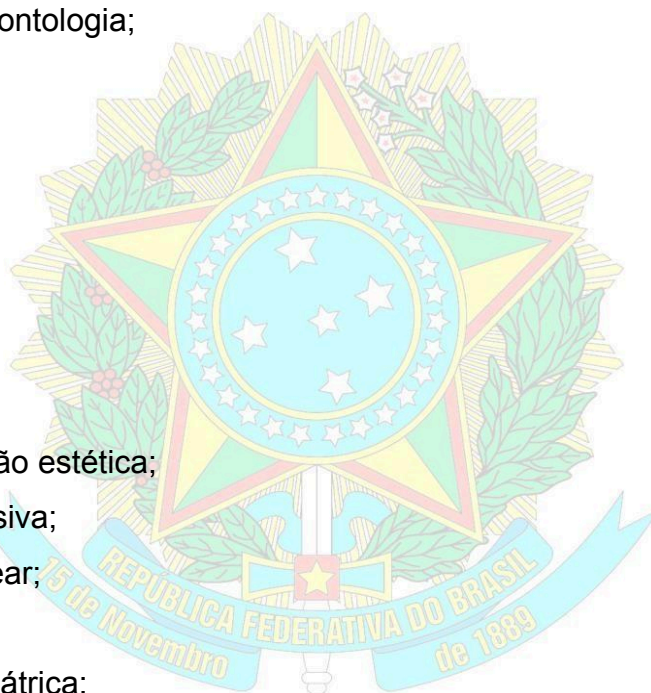 ontologia;
ão estética;
siva;
ear;
REPÚBLICA FEDERATIVA DO BRASIL
15 de Novembro de 1889
átrica;